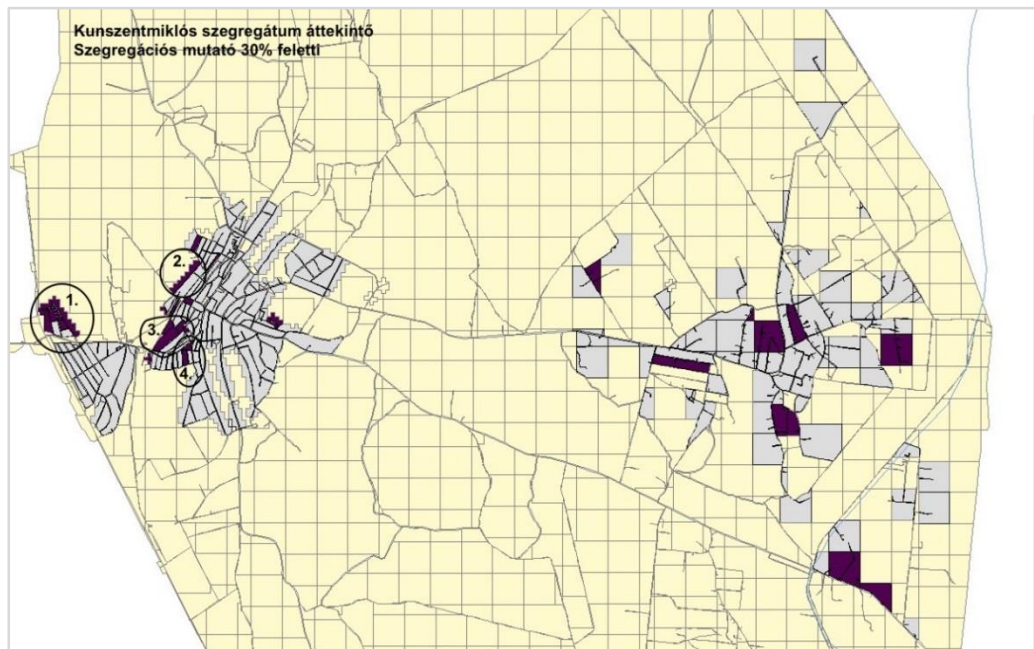 Kunszentmiklós szegregátum áttekintő
Szegregációs mutató 30% feletti
2.
1.
3.
4.